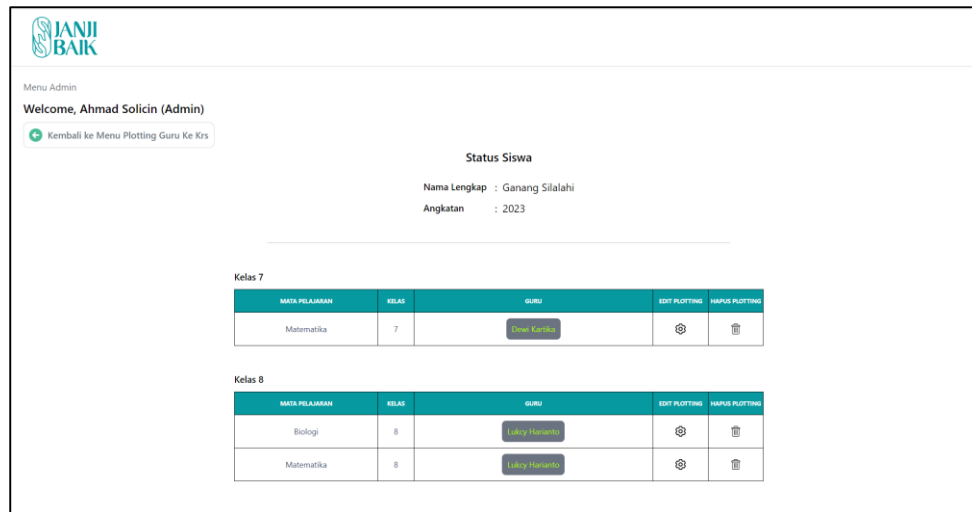 JANJI
BAIK
Menu Admin
Welcome, Ahmad Solicin (Admin)
Kembali ke Menu Plotting Guru Ke Krs
Status Siswa
Nama Lengkap : Ganang Silalahi
Angkatan : 2023
Kelas 7
MATA PELAJARAN KELAS GURU EDIT PLOTTING HAPUS PLOTTING
Matematika 7 Dewi Kartika
Kelas 8
MATA PELAJARAN KELAS GURU EDIT PLOTTING HAPUS PLOTTING
Biologi 8 Lukcy Harianto
Matematika 8 Lukcy Harianto